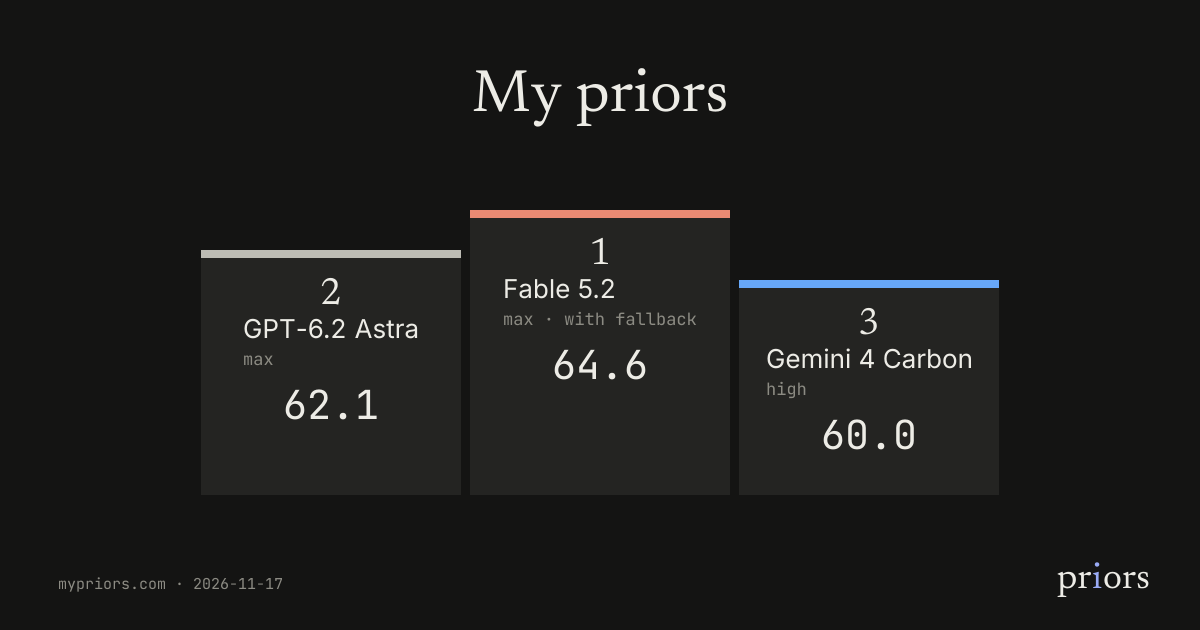 My priors
2
GPT-6.2 Astra
max
62.1
1
Fable 5.2
max · with fallback
64.6
3
Gemini 4 Carbon
high
60.0
mypriors.com · 2026-11-17
priors